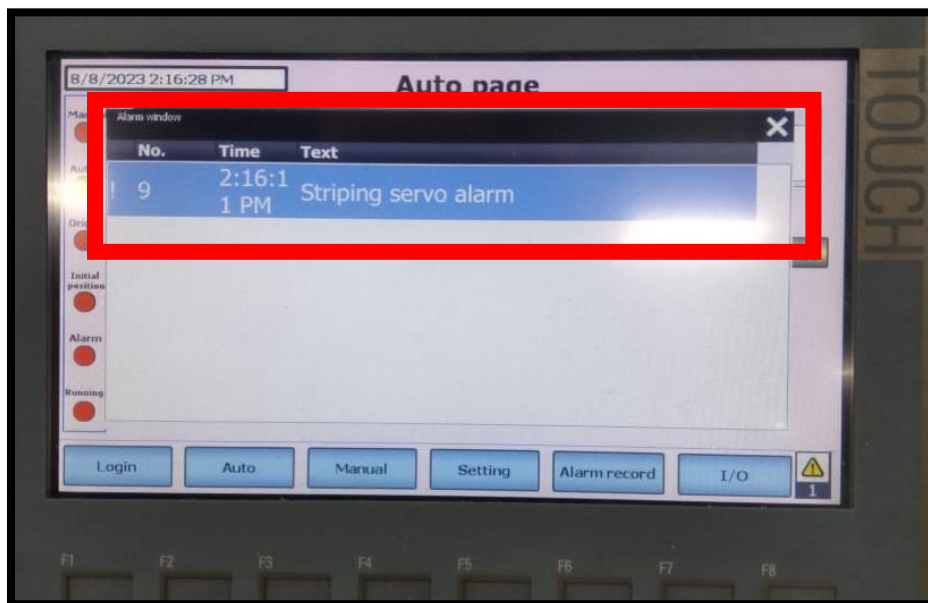 8/8/2023 2:16:28 PM
Auto page
Alarm window
No. Time Text
! 9 2:16:1
1 PM Striping servo alarm
Initial
position
Alarm
Running
Login Auto Manual Setting Alarm record I/O
1
F1 F2 F3 F4 F5 F6 F7 F8
TOUCH